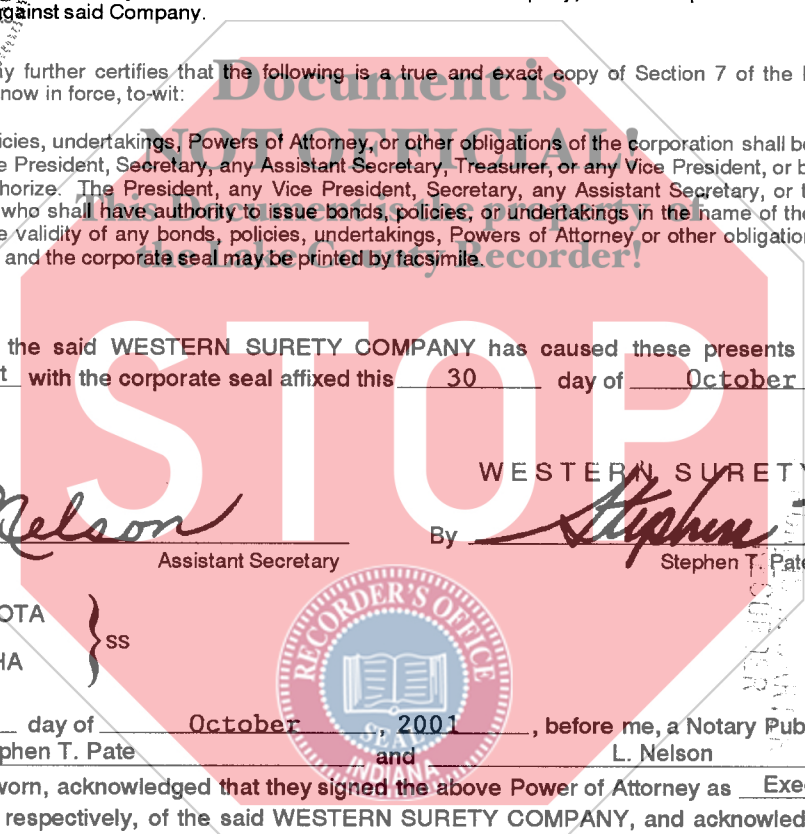 against said Company.
further certifies that the following is a true and exact copy of Section 7 of the
now in force, to-wit:
icies, undertakings, Powers of Attorney, or other obligations of the corporation shall be
President, Secretary, any Assistant Secretary, Treasurer, or any Vice President, or
horize. The President, any Vice President, Secretary, any Assistant Secretary, or
who shall have authority to issue bonds, policies, or undertakings in the name of the
validity of any bonds, policies, undertakings, Powers of Attorney or other obligation
and the corporate seal may be printed by facsimile.
Document is
NOT OFFICIAL!
This Document is the property of
the Lake County Recorder!
STOP
the said WESTERN SURETY COMPANY has caused these presents
t with the corporate seal affixed this 30 day of October
WESTERN SURETY
Nelson By Stephen T
Assistant Secretary Stephen T. Pate
OTA
ss
HA
RECORDER'S OFFICE
SEAL
INDIANA
day of October, 2001, before me, a Notary Pub
phen T. Pate and L. Nelson
worn, acknowledged that they signed the above Power of Attorney as Exe
respectively, of the said WESTERN SURETY COMPANY, and acknowled